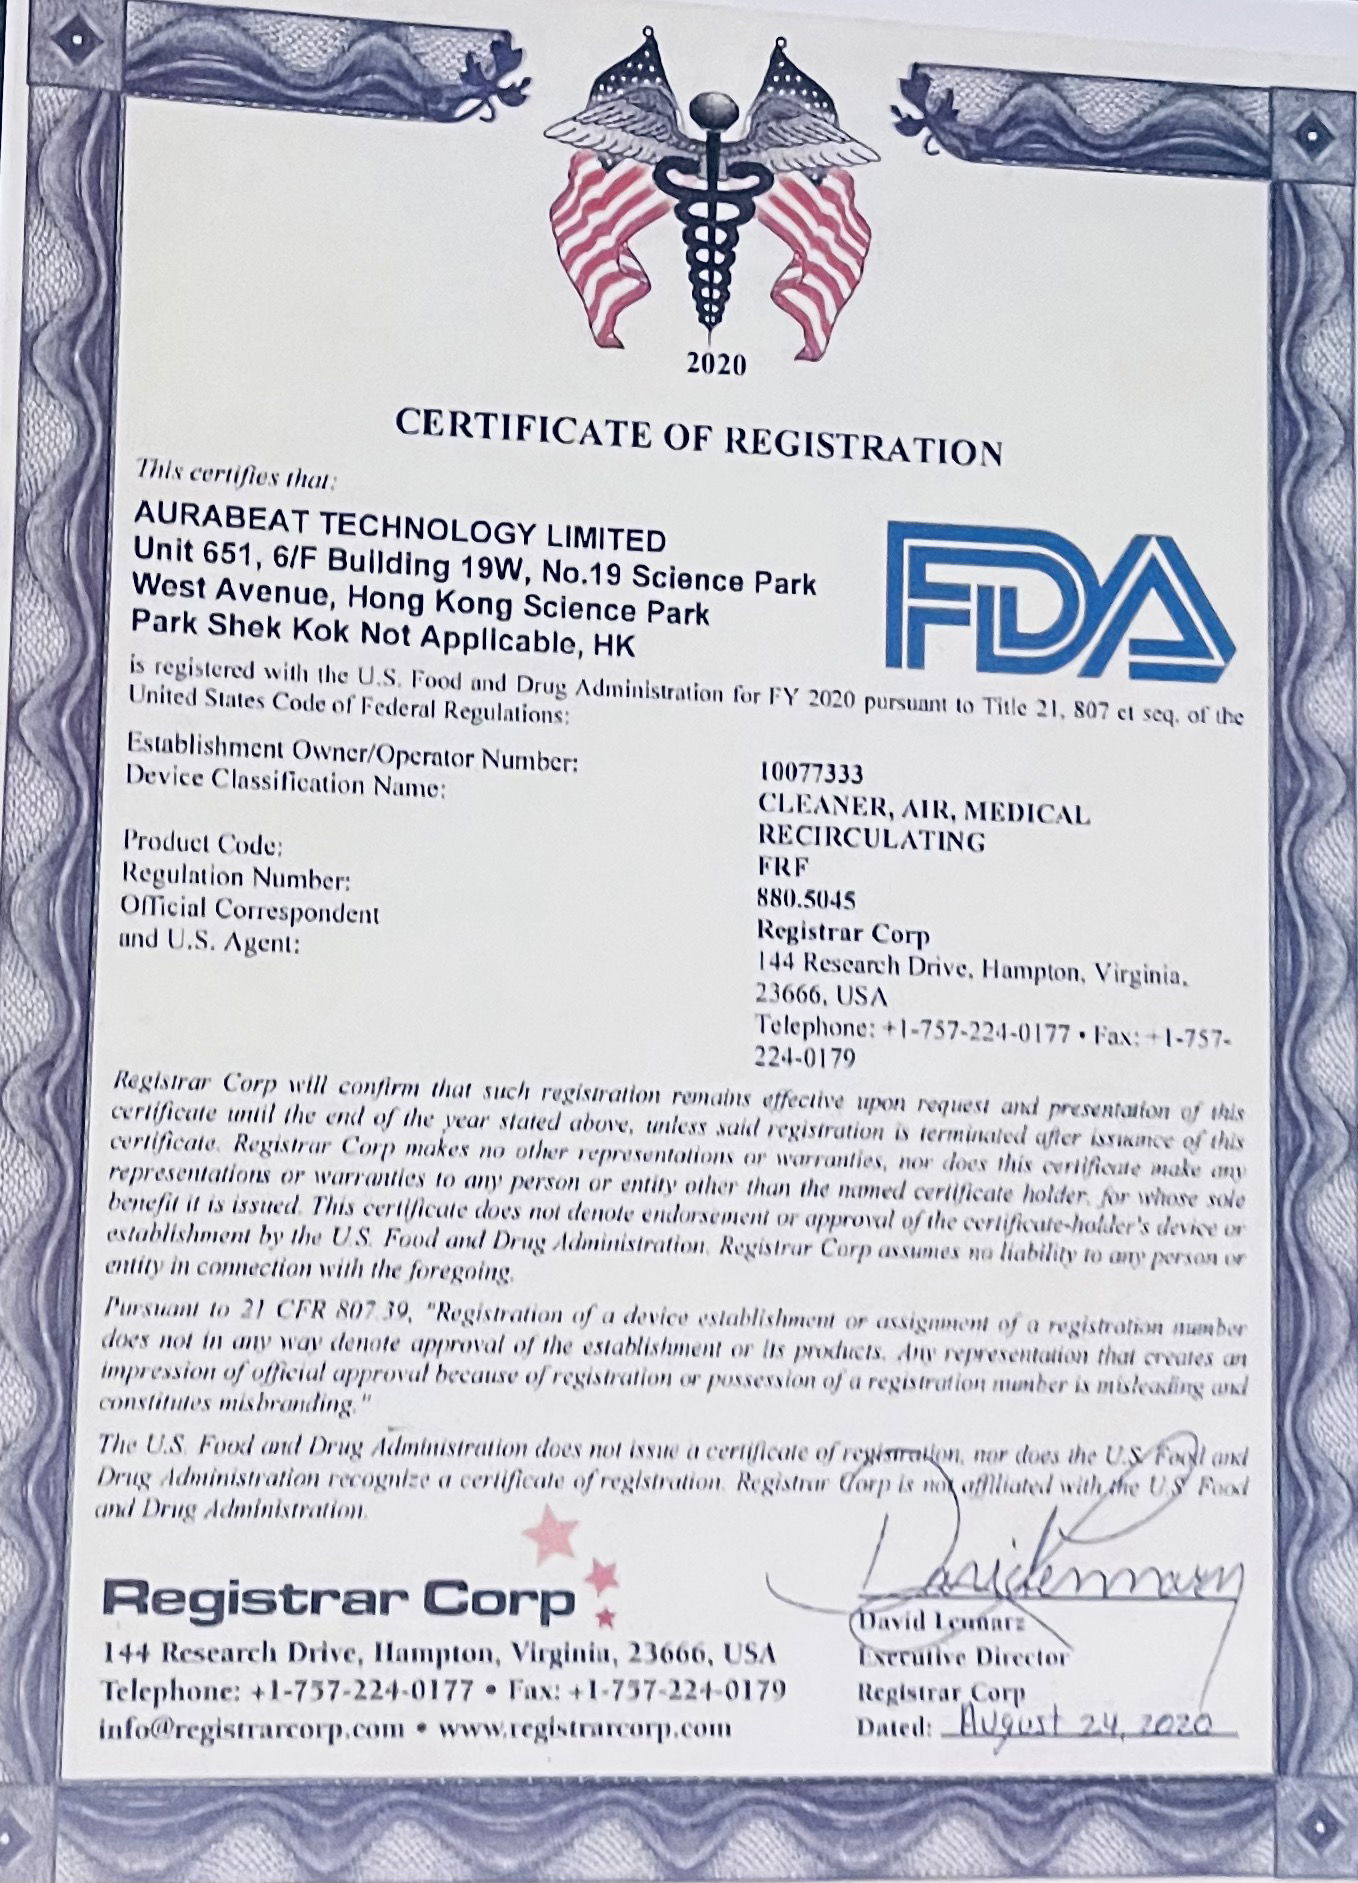 2020
CERTIFICATE OF REGISTRATION
This certifies that:
AURABEAT TECHNOLOGY LIMITED
Unit 651, 6/F Building 19W, No.19 Science Park
West Avenue, Hong Kong Science Park
Park Shek Kok Not Applicable, HK
FDA
is registered with the U.S. Food and Drug Administration for FY 2020 pursuant to Title 21, 807 et seq. of the
United States Code of Federal Regulations:
Establishment Owner/Operator Number: 10077333
Device Classification Name: CLEANER, AIR, MEDICAL
RECIRCULATING
Product Code: FRF
Regulation Number: 880.5045
Official Correspondent Registrar Corp
and U.S. Agent: 144 Research Drive, Hampton, Virginia,
23666, USA
Telephone: +1-757-224-0177 • Fax: +1-757-
224-0179
Registrar Corp will confirm that such registration remains effective upon request and presentation of this
certificate until the end of the year stated above, unless said registration is terminated after issuance of this
certificate. Registrar Corp makes no other representations or warranties, nor does this certificate make any
representations or warranties to any person or entity other than the named certificate holder, for whose sole
benefit it is issued. This certificate does not denote endorsement or approval of the certificate-holder's device or
establishment by the U.S. Food and Drug Administration. Registrar Corp assumes no liability to any person or
entity in connection with the foregoing.
Pursuant to 21 CFR 807.39, "Registration of a device establishment or assignment of a registration number
does not in any way denote approval of the establishment or its products. Any representation that creates an
impression of official approval because of registration or possession of a registration number is misleading and
constitutes misbranding."
The U.S. Food and Drug Administration does not issue a certificate of registration, nor does the U.S. Food and
Drug Administration recognize a certificate of registration. Registrar Corp is not affiliated with the U.S. Food
and Drug Administration.
Registrar Corp
144 Research Drive, Hampton, Virginia, 23666, USA
Telephone: +1-757-224-0177 • Fax: +1-757-224-0179
info@registrarcorp.com • www.registrarcorp.com
David Lennarz
Executive Director
Registrar Corp
Dated: August 24, 2020